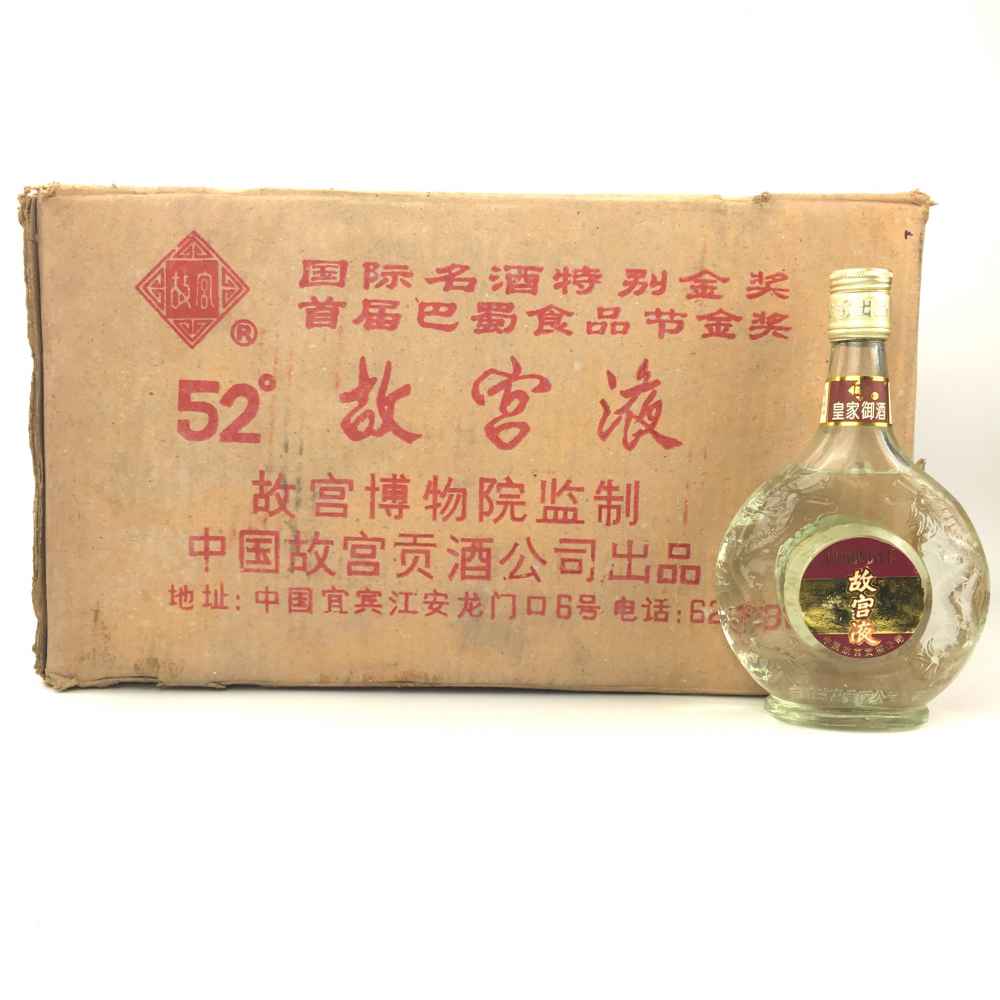 故宫
®
国际名酒特别金奖
首届巴蜀食品节金奖
52° 故宫液
故宫博物院监制
中国故宫贡酒公司出品
地址:中国宜宾江安龙门口6号 电话:62
皇家御酒
故宫液